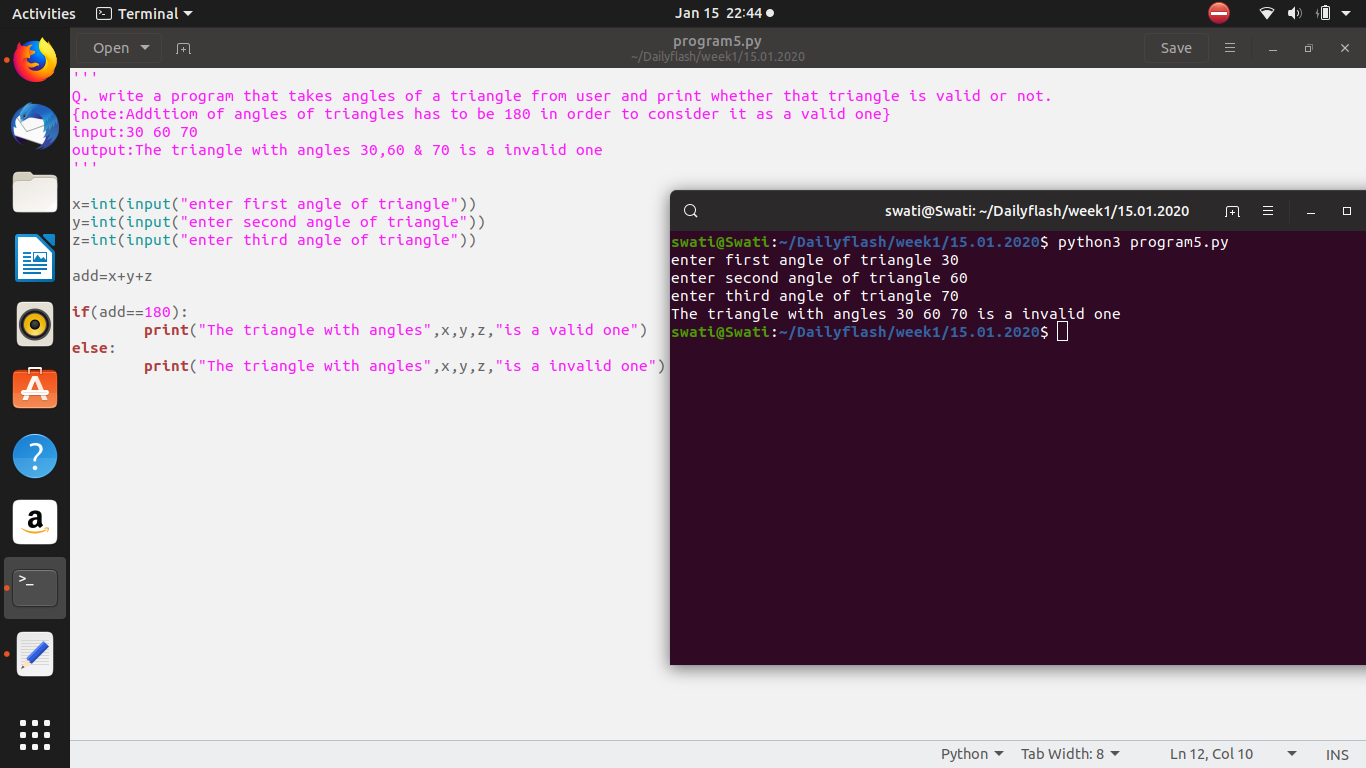 Activities Terminal Jan 15 22:44
Open program5.py Save
~/Dailyflash/week1/15.01.2020
'''
Q. write a program that takes angles of a triangle from user and print whether that triangle is valid or not.
{note:Additiom of angles of triangles has to be 180 in order to consider it as a valid one}
input:30 60 70
output:The triangle with angles 30,60 & 70 is a invalid one
'''
x=int(input("enter first angle of triangle"))
y=int(input("enter second angle of triangle"))
z=int(input("enter third angle of triangle"))
add=x+y+z
if(add==180):
        print("The triangle with angles",x,y,z,"is a valid one")
else:
        print("The triangle with angles",x,y,z,"is a invalid one")
swati@Swati: ~/Dailyflash/week1/15.01.2020
swati@Swati:~/Dailyflash/week1/15.01.2020$ python3 program5.py
enter first angle of triangle 30
enter second angle of triangle 60
enter third angle of triangle 70
The triangle with angles 30 60 70 is a invalid one
swati@Swati:~/Dailyflash/week1/15.01.2020$
?
a
>_
Python Tab Width: 8 Ln 12, Col 10 INS